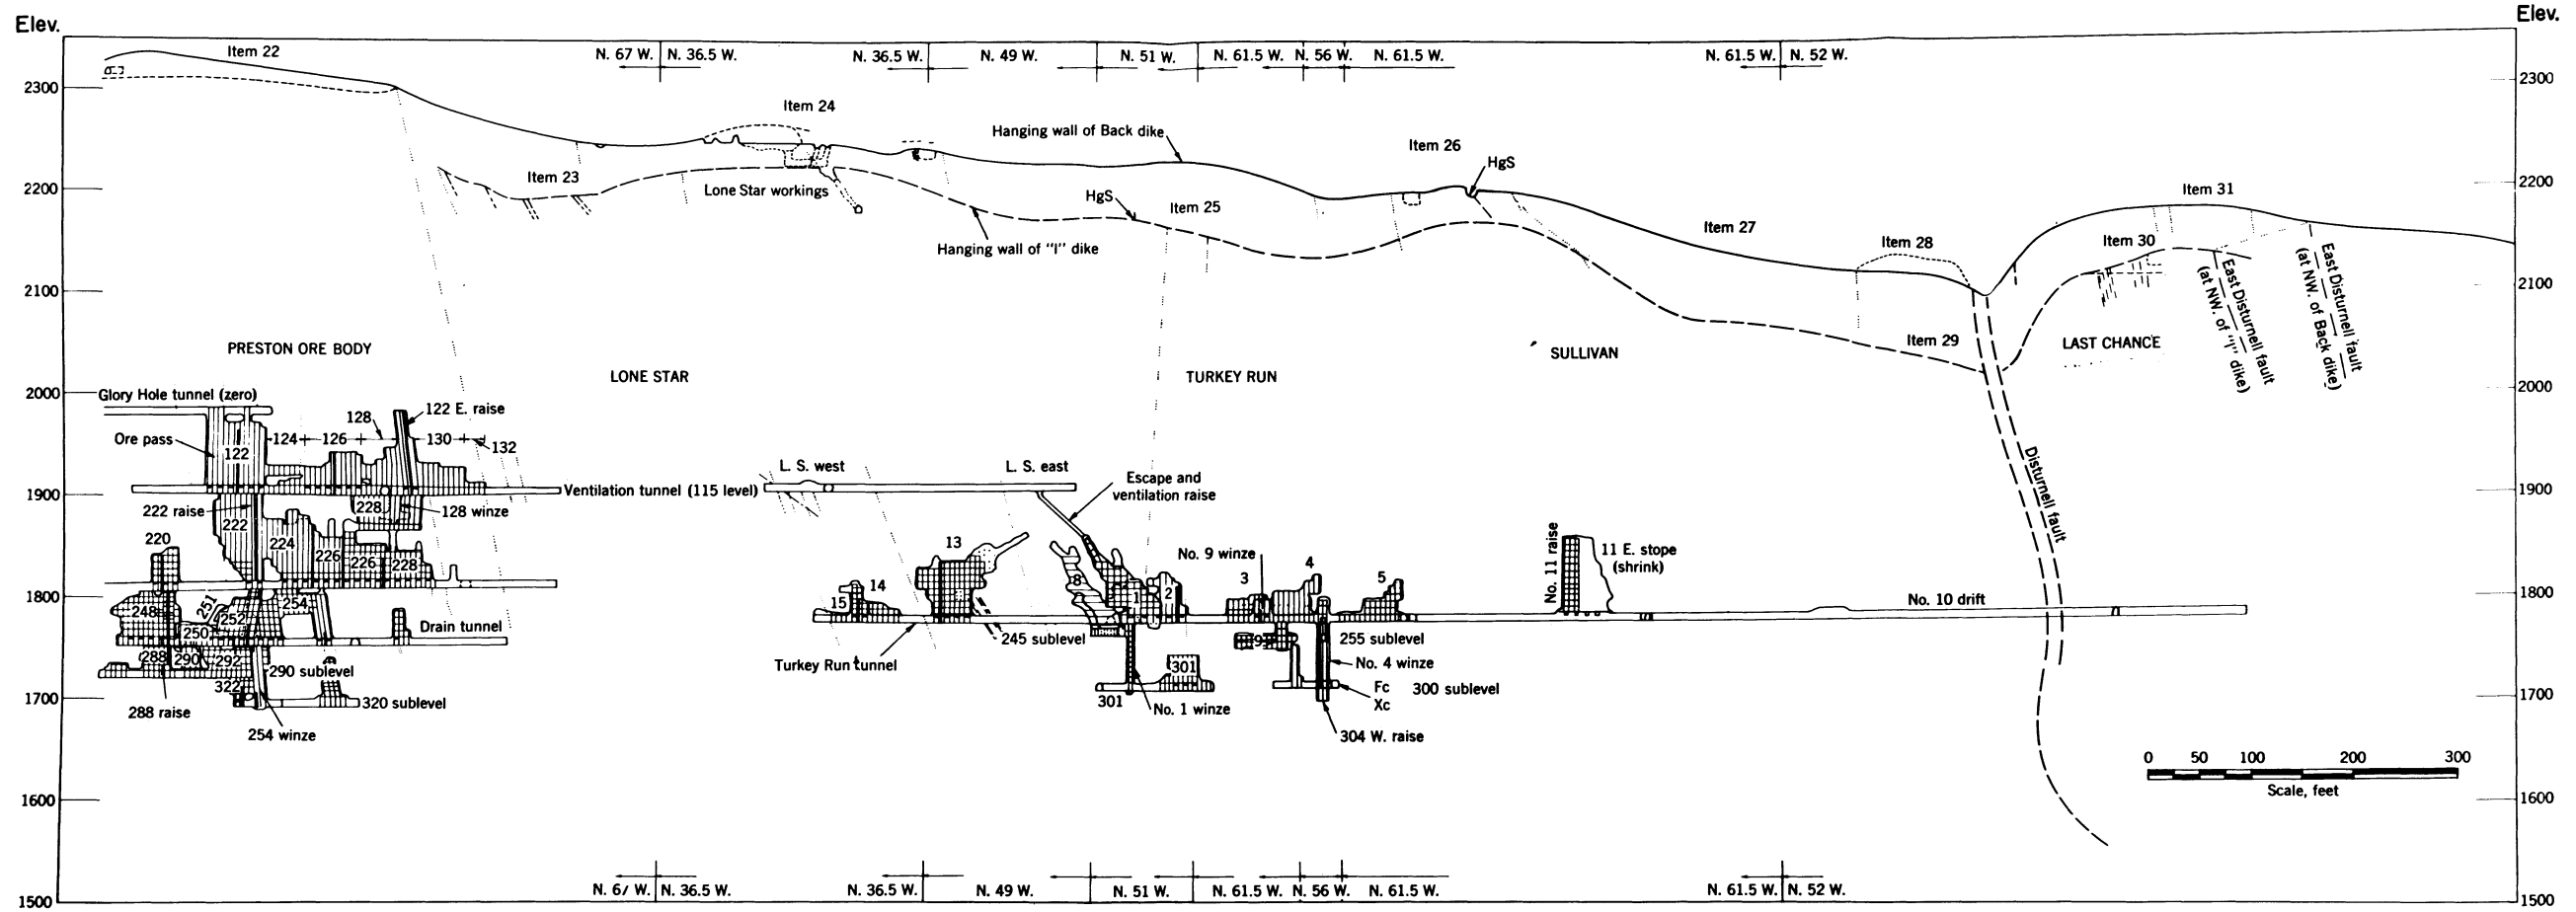 Elev.
Elev.
Item 22
N. 67 W.
N. 36.5 W.
N. 36.5 W.
N. 49 W.
N. 51 W.
N. 61.5 W.
N. 56 W.
N. 61.5 W.
N. 61.5 W.
N. 52 W.
2300
2300
Item 24
Hanging wall of Back dike
Item 26
HgS
Item 23
2200
Lone Star workings
HgS
Item 25
2200
Item 31
Hanging wall of "I" dike
Item 27
Item 28
Item 30
2100
2100
East Disturnell fault
(at NW. of "I" dike)
East Disturnell fault
(at NW. of Back dike)
PRESTON ORE BODY
LONE STAR
TURKEY RUN
SULLIVAN
Item 29
LAST CHANCE
2000
2000
Glory Hole tunnel (zero)
128
122 E. raise
Ore pass
122
124
126
130
132
L. S. west
L. S. east
Escape and
ventilation raise
1900
Ventilation tunnel (115 level)
1900
222 raise
222
228
128 winze
Disturnell fault
220
224
226
226
228
13
No. 9 winze
4
No. 11 raise
11 E. stope
(shrink)
14
15
8
1
2
3
5
1800
1800
248
251
252
254
250
Drain tunnel
245 sublevel
255 sublevel
No. 10 drift
288
290
292
290 sublevel
Turkey Run tunnel
301
9
No. 4 winze
322
320 sublevel
1700
301
No. 1 winze
Fc
Xc
300 sublevel
1700
288 raise
254 winze
304 W. raise
0 50 100 200 300
Scale, feet
1600
1600
N. 67 W.
N. 36.5 W.
N. 36.5 W.
N. 49 W.
N. 51 W.
N. 61.5 W.
N. 56 W.
N. 61.5 W.
N. 61.5 W.
N. 52 W.
1500
1500